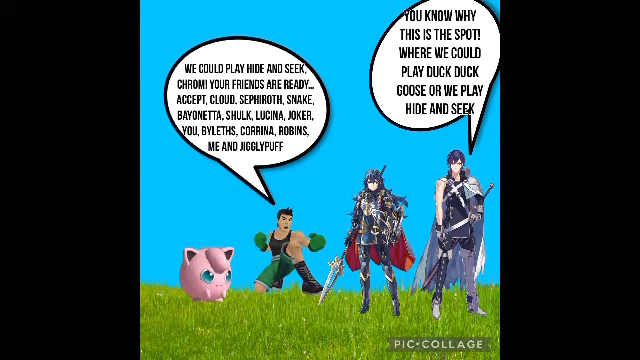 WE COULD PLAY HIDE AND SEEK,
CHROM! YOUR FRIENDS ARE READY...
ACCEPT, CLOUD, SEPHIROTH, SNAKE,
BAYONETTA, SHULK, LUCINA, JOKER,
YOU, BYLETHS, CORRINA, ROBINS,
ME AND JIGGLYPUFF
YOU KNOW WHY
THIS IS THE SPOT!
WHERE WE COULD
PLAY DUCK DUCK
GOOSE OR WE PLAY
HIDE AND SEEK
PIC•COLLAGE